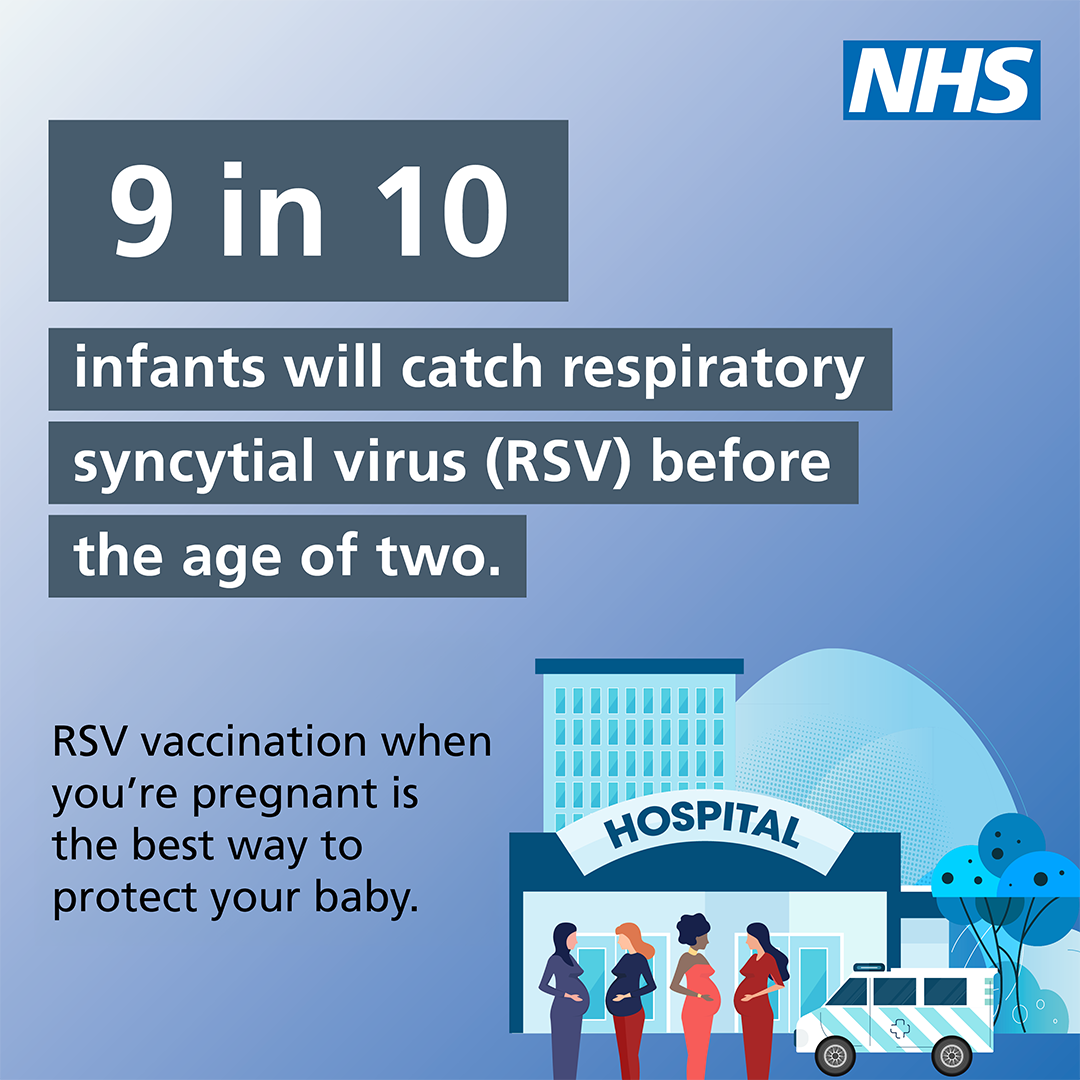 NHS
9 in 10
infants will catch respiratory
syncytial virus (RSV) before
the age of two.
RSV vaccination when
you’re pregnant is
the best way to
protect your baby.
HOSPITAL